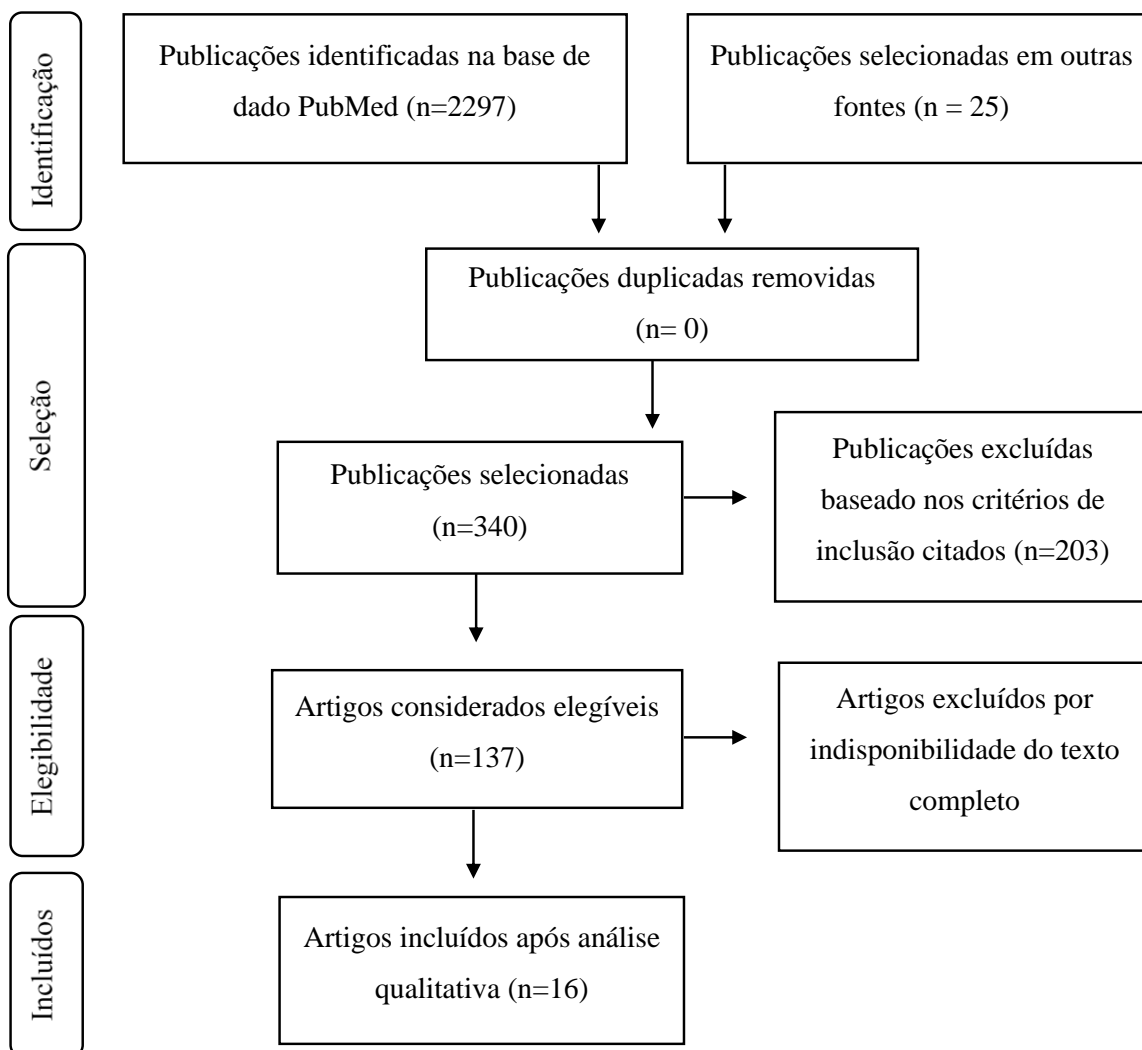 Identificação
Publicações identificadas na base de
dado PubMed (n=2297)
Publicações selecionadas em outras
fontes (n = 25)
Seleção
Publicações duplicadas removidas
(n= 0)
Publicações selecionadas
(n=340)
Publicações excluídas
baseado nos critérios de
inclusão citados (n=203)
Elegibilidade
Artigos considerados elegíveis
(n=137)
Artigos excluídos por
indisponibilidade do texto
completo
Incluídos
Artigos incluídos após análise
qualitativa (n=16)